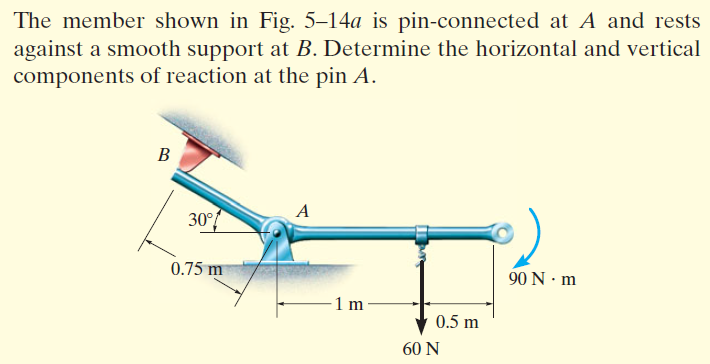 The member shown in Fig. 5–14a is pin-connected at A and rests
against a smooth support at B. Determine the horizontal and vertical
components of reaction at the pin A.
B
A
30°
0.75 m
90 N · m
1 m
0.5 m
60 N